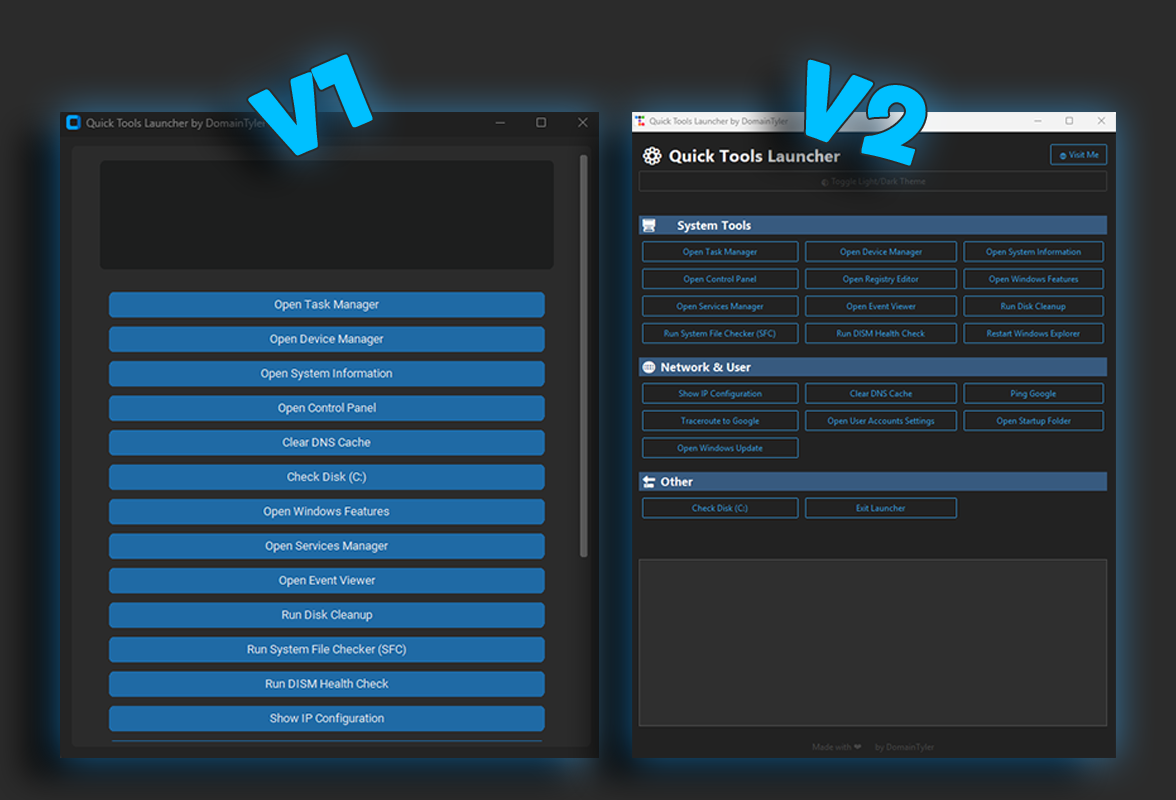 V1
Quick Tools Launcher by DomainTyler
Open Task Manager
Open Device Manager
Open System Information
Open Control Panel
Clear DNS Cache
Check Disk (C:)
Open Windows Features
Open Services Manager
Open Event Viewer
Run Disk Cleanup
Run System File Checker (SFC)
Run DISM Health Check
Show IP Configuration
V2
Quick Tools Launcher by DomainTyler
Quick Tools Launcher
Visit Me
Toggle Light/Dark Theme
System Tools
Open Task Manager Open Device Manager Open System Information
Open Control Panel Open Registry Editor Open Windows Features
Open Services Manager Open Event Viewer Run Disk Cleanup
Run System File Checker (SFC) Run DISM Health Check Restart Windows Explorer
Network & User
Show IP Configuration Clear DNS Cache Ping Google
Traceroute to Google Open User Accounts Settings Open Startup Folder
Open Windows Update
Other
Check Disk (C:) Exit Launcher
Made with ❤ by DomainTyler